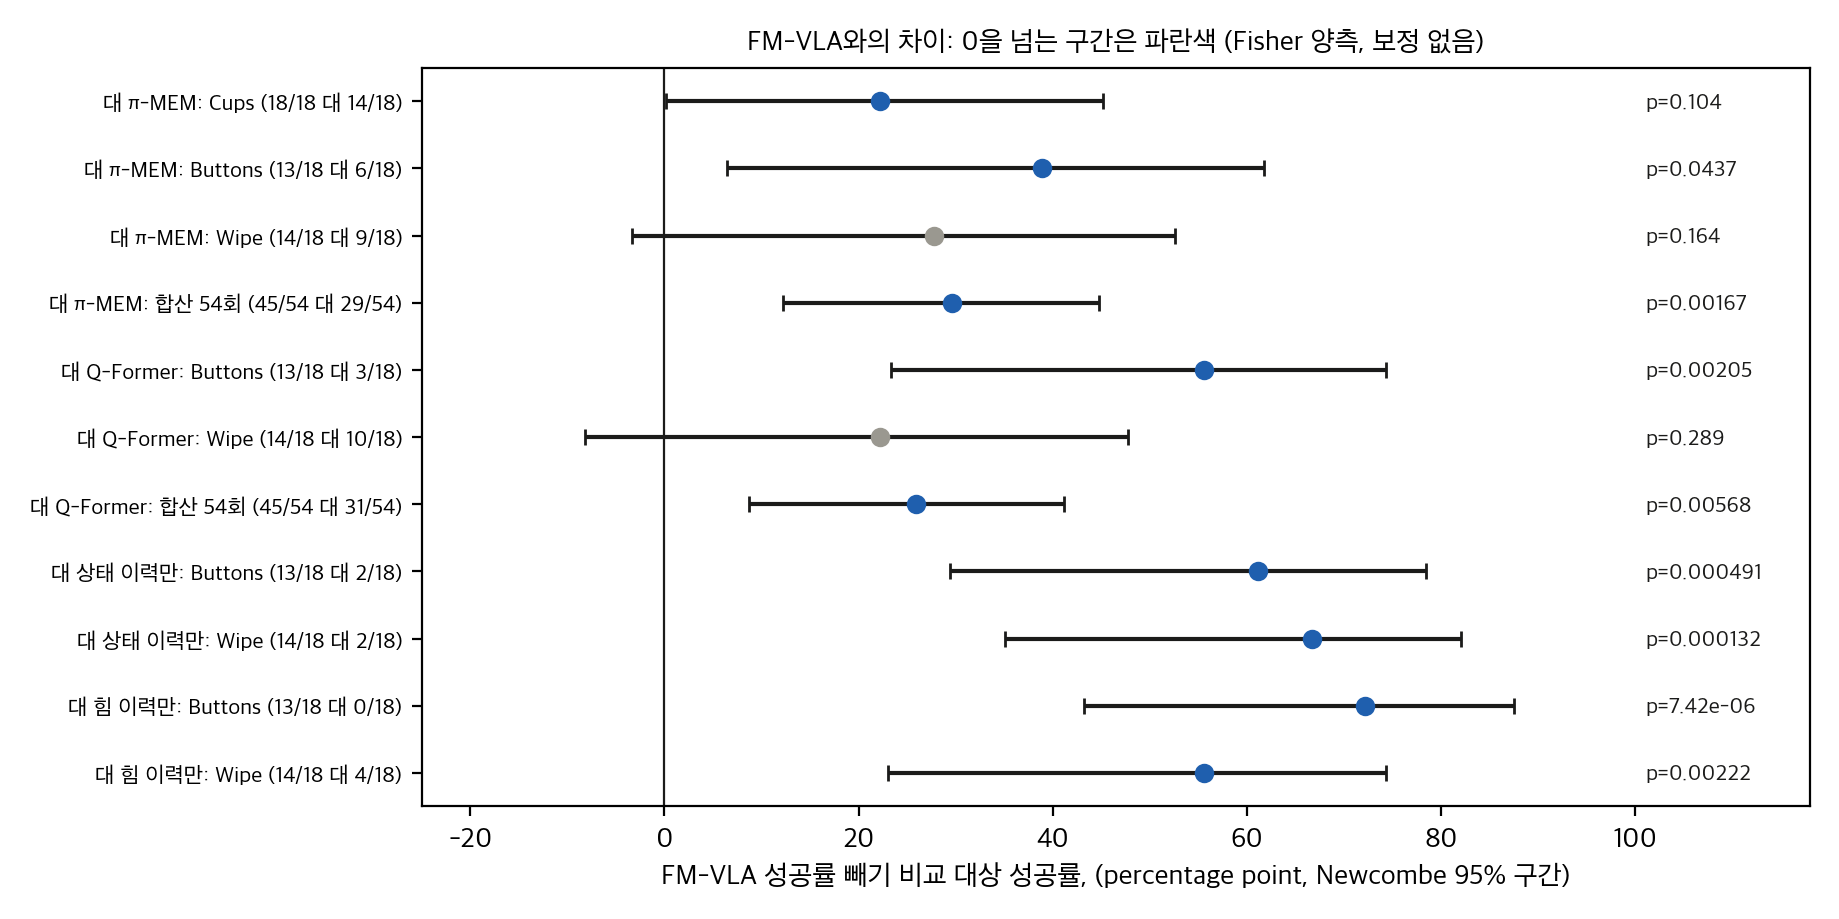 FM-VLA와의 차이: 0을 넘는 구간은 파란색 (Fisher 양측, 보정 없음)
대 π-MEM: Cups (18/18 대 14/18) p=0.104
대 π-MEM: Buttons (13/18 대 6/18) p=0.0437
대 π-MEM: Wipe (14/18 대 9/18) p=0.164
대 π-MEM: 합산 54회 (45/54 대 29/54) p=0.00167
대 Q-Former: Buttons (13/18 대 3/18) p=0.00205
대 Q-Former: Wipe (14/18 대 10/18) p=0.289
대 Q-Former: 합산 54회 (45/54 대 31/54) p=0.00568
대 상태 이력만: Buttons (13/18 대 2/18) p=0.000491
대 상태 이력만: Wipe (14/18 대 2/18) p=0.000132
대 힘 이력만: Buttons (13/18 대 0/18) p=7.42e-06
대 힘 이력만: Wipe (14/18 대 4/18) p=0.00222
-20 0 20 40 60 80 100
FM-VLA 성공률 빼기 비교 대상 성공률, (percentage point, Newcombe 95% 구간)